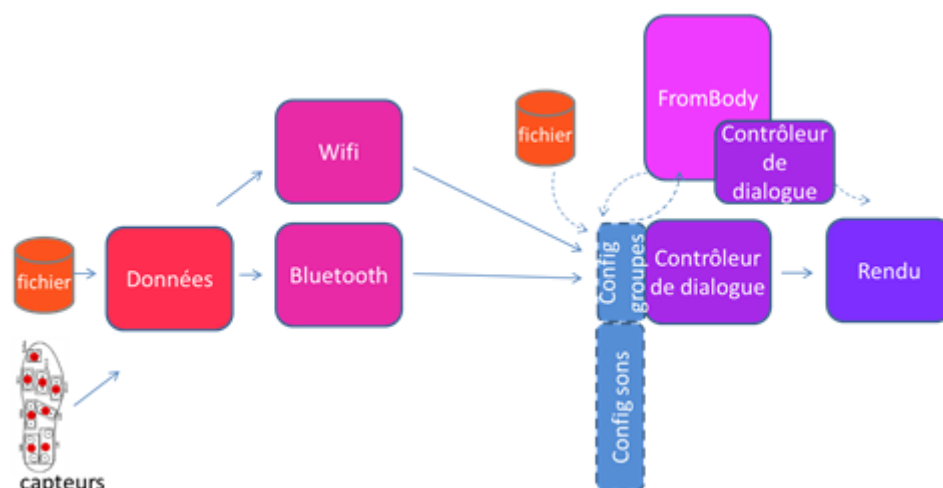 FromBody
fichier
Contrôleur
de
dialogue
Wifi
fichier
Données
Bluetooth
Config
groupes
Contrôleur
de dialogue
Rendu
Config sons
capteurs